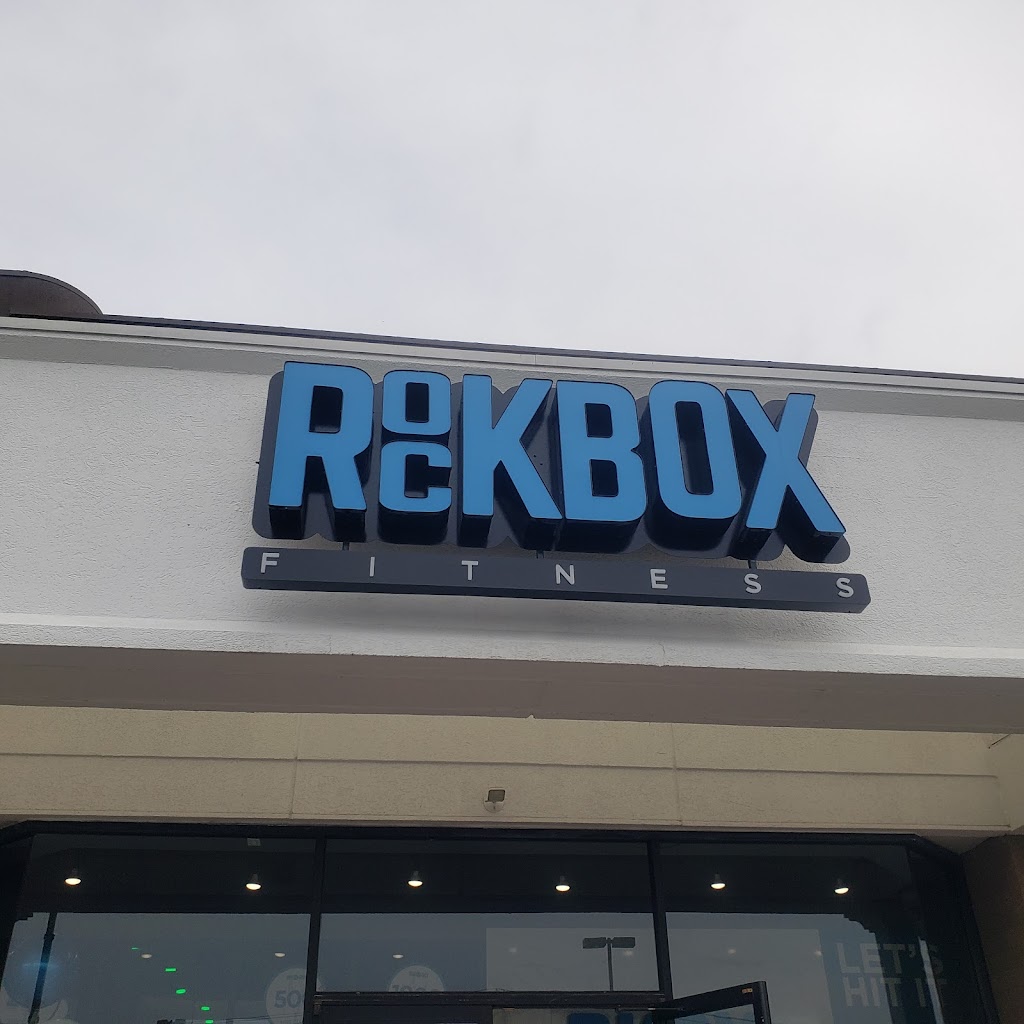 ROCKBOX
FITNESS
LET'S
HIT IT